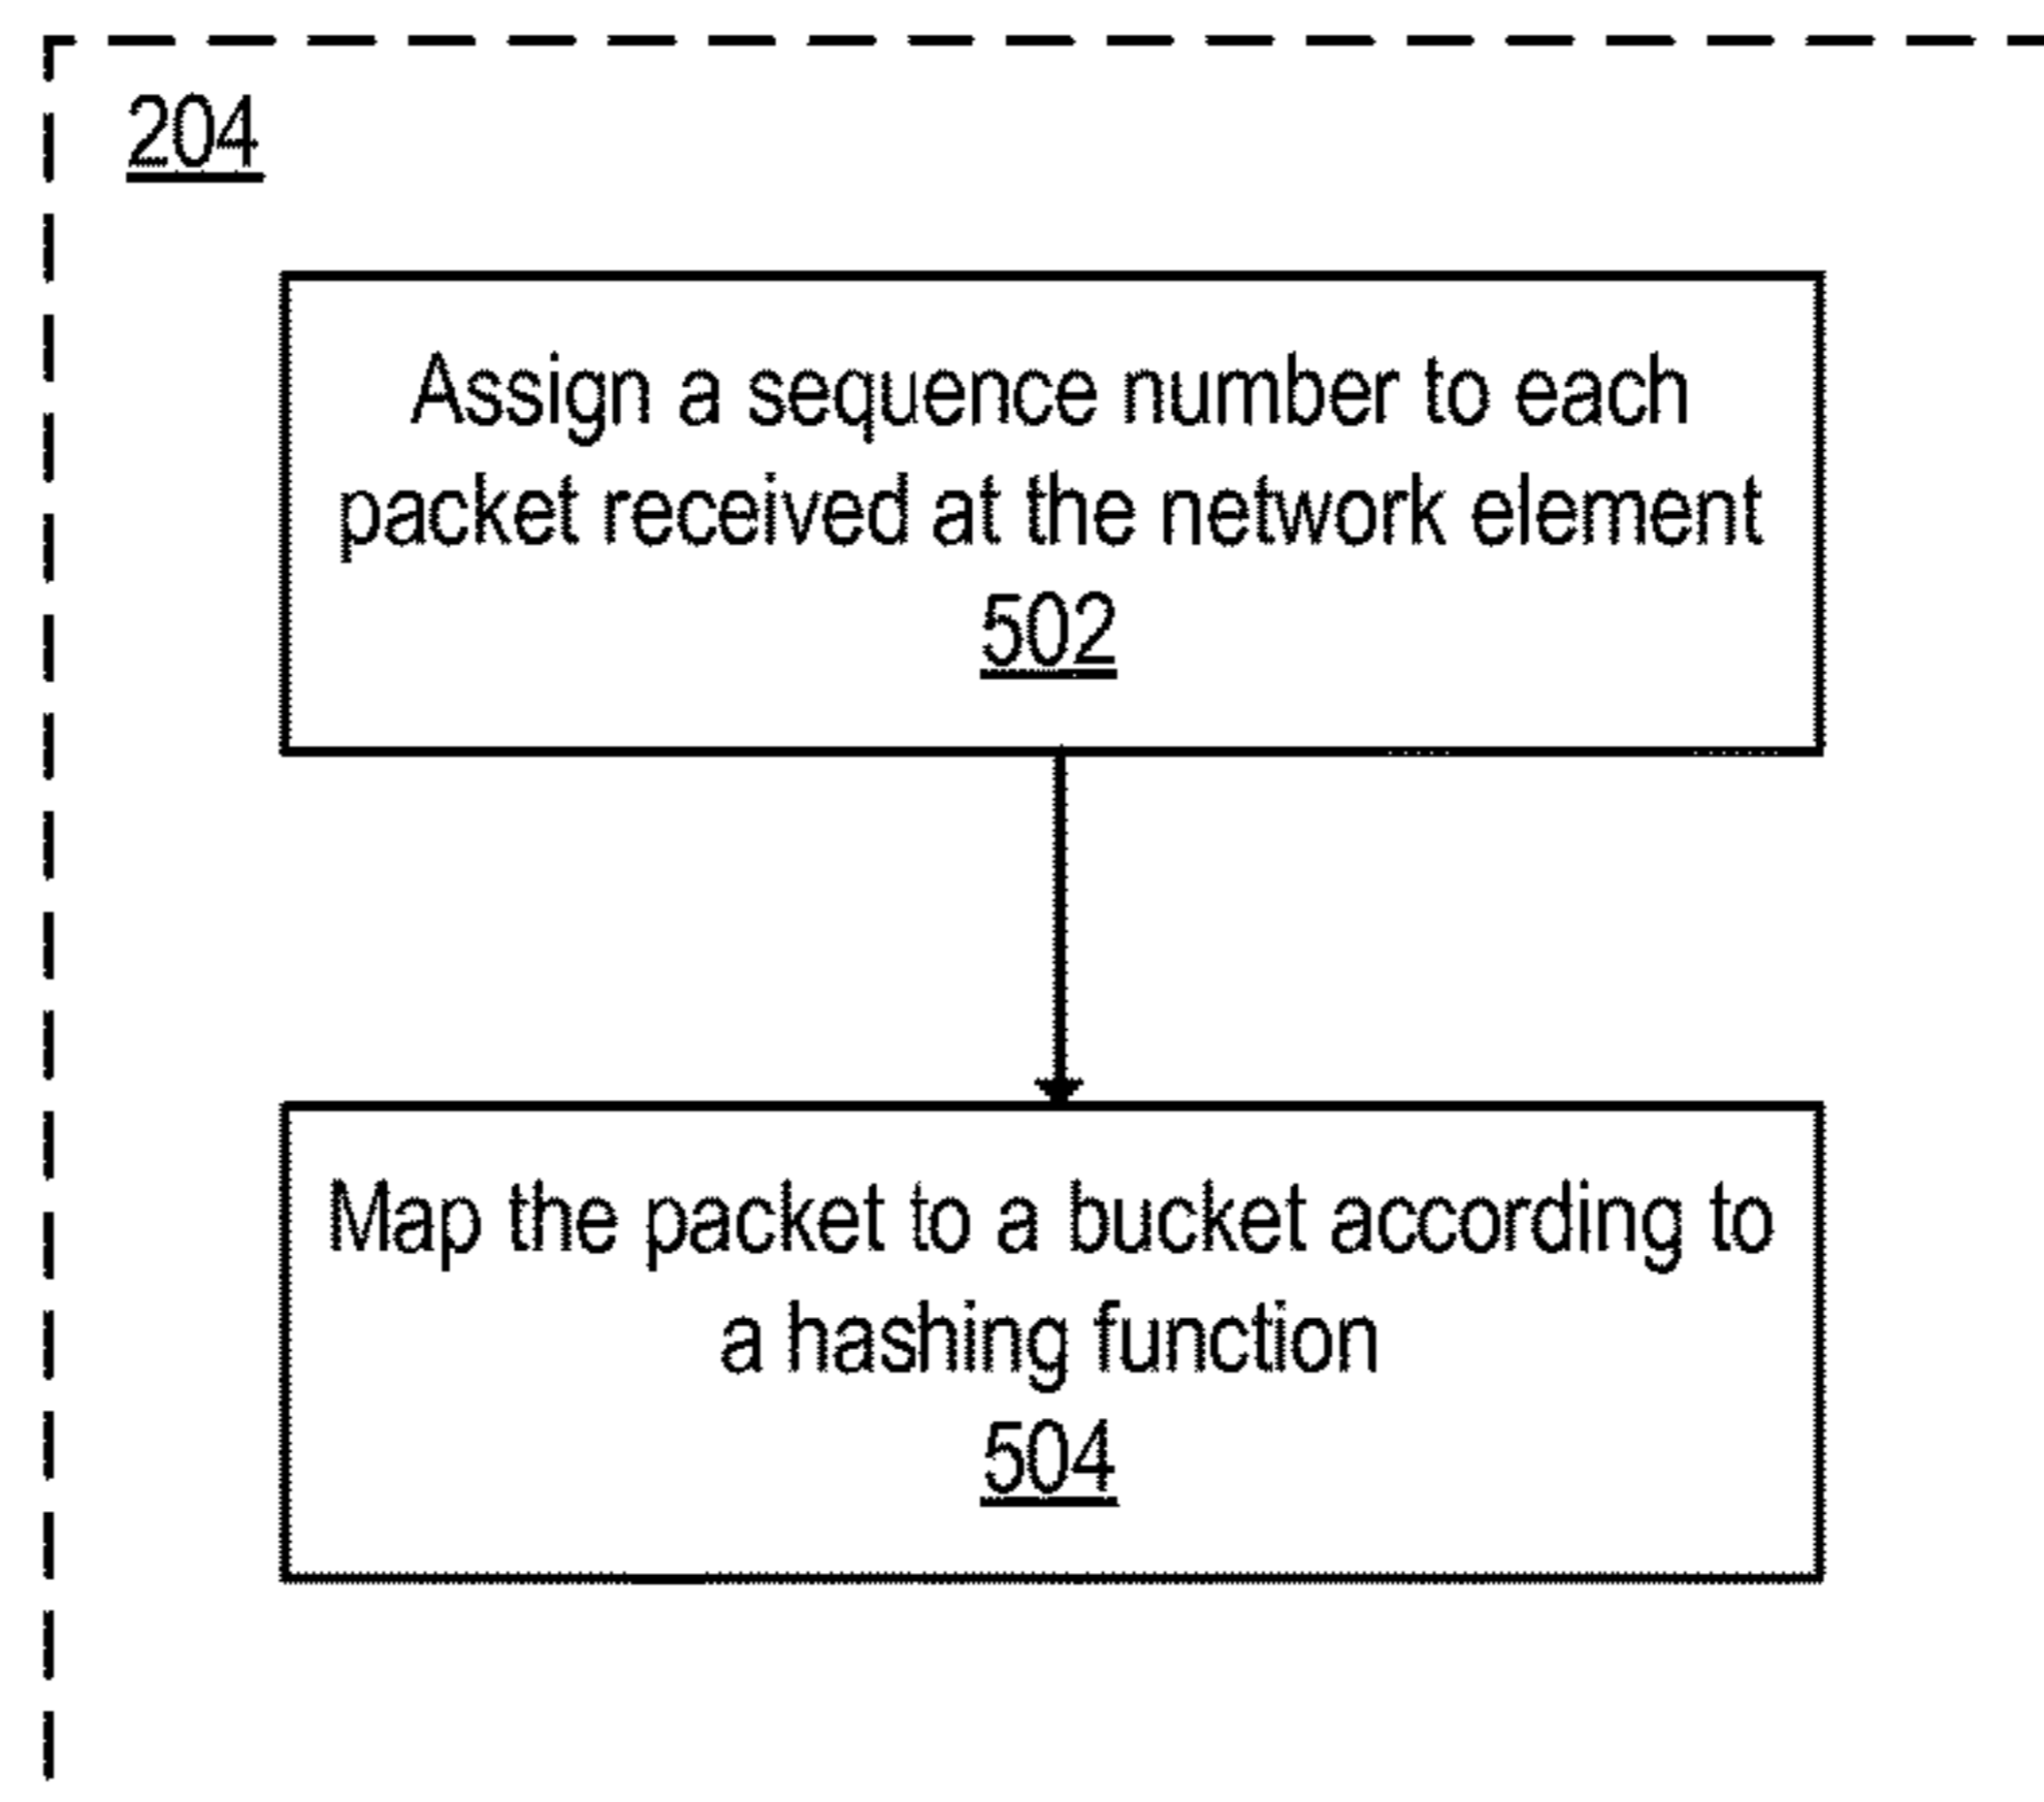 204
Assign a sequence number to each
packet received at the network element
502
Map the packet to a bucket according to
a hashing function
504